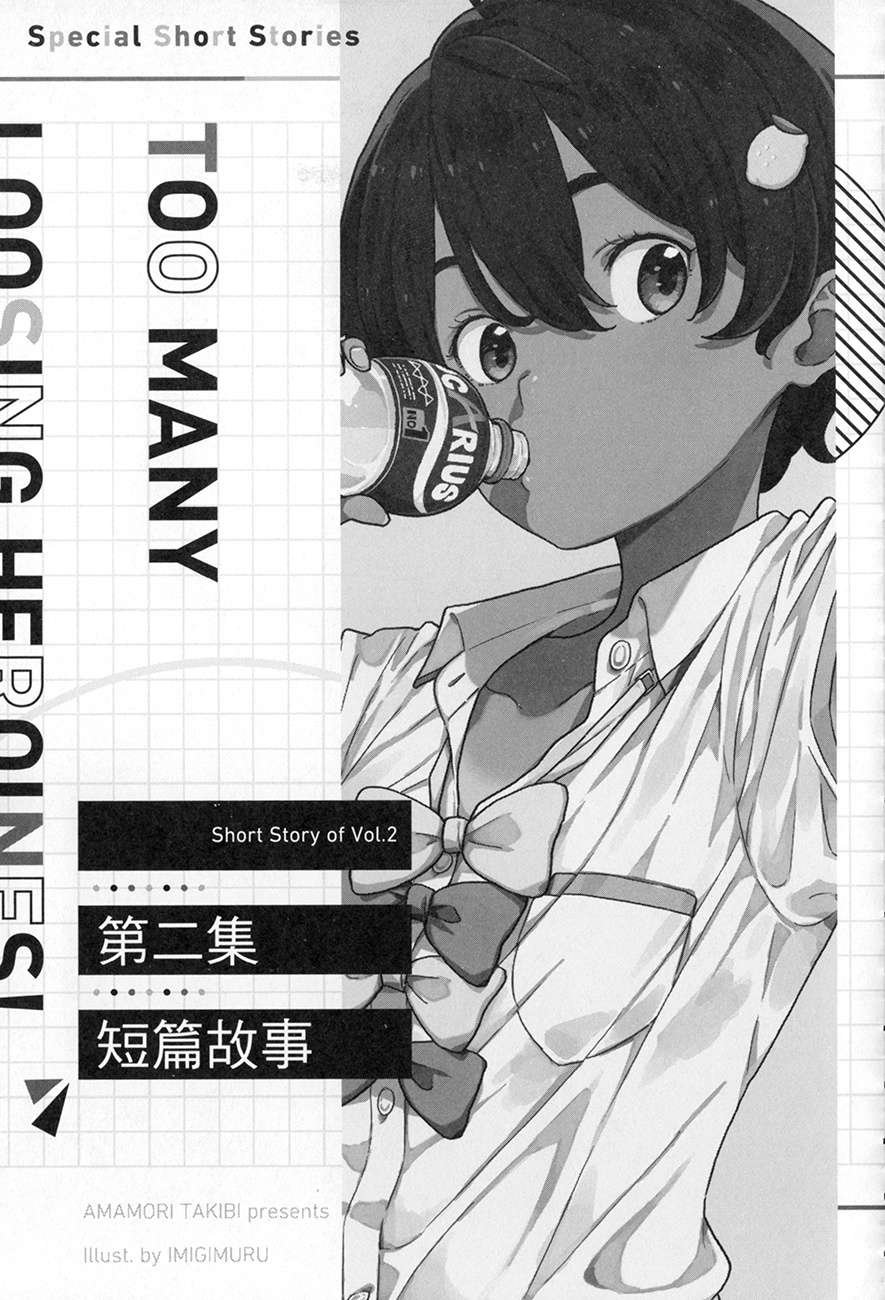 Special Short Stories
TOO MANY
LOOSING HEROINES!
NO1
Short Story of Vol.2
第二集
短篇故事
AMAMORI TAKIBI presents
Illust. by IMIGIMURU